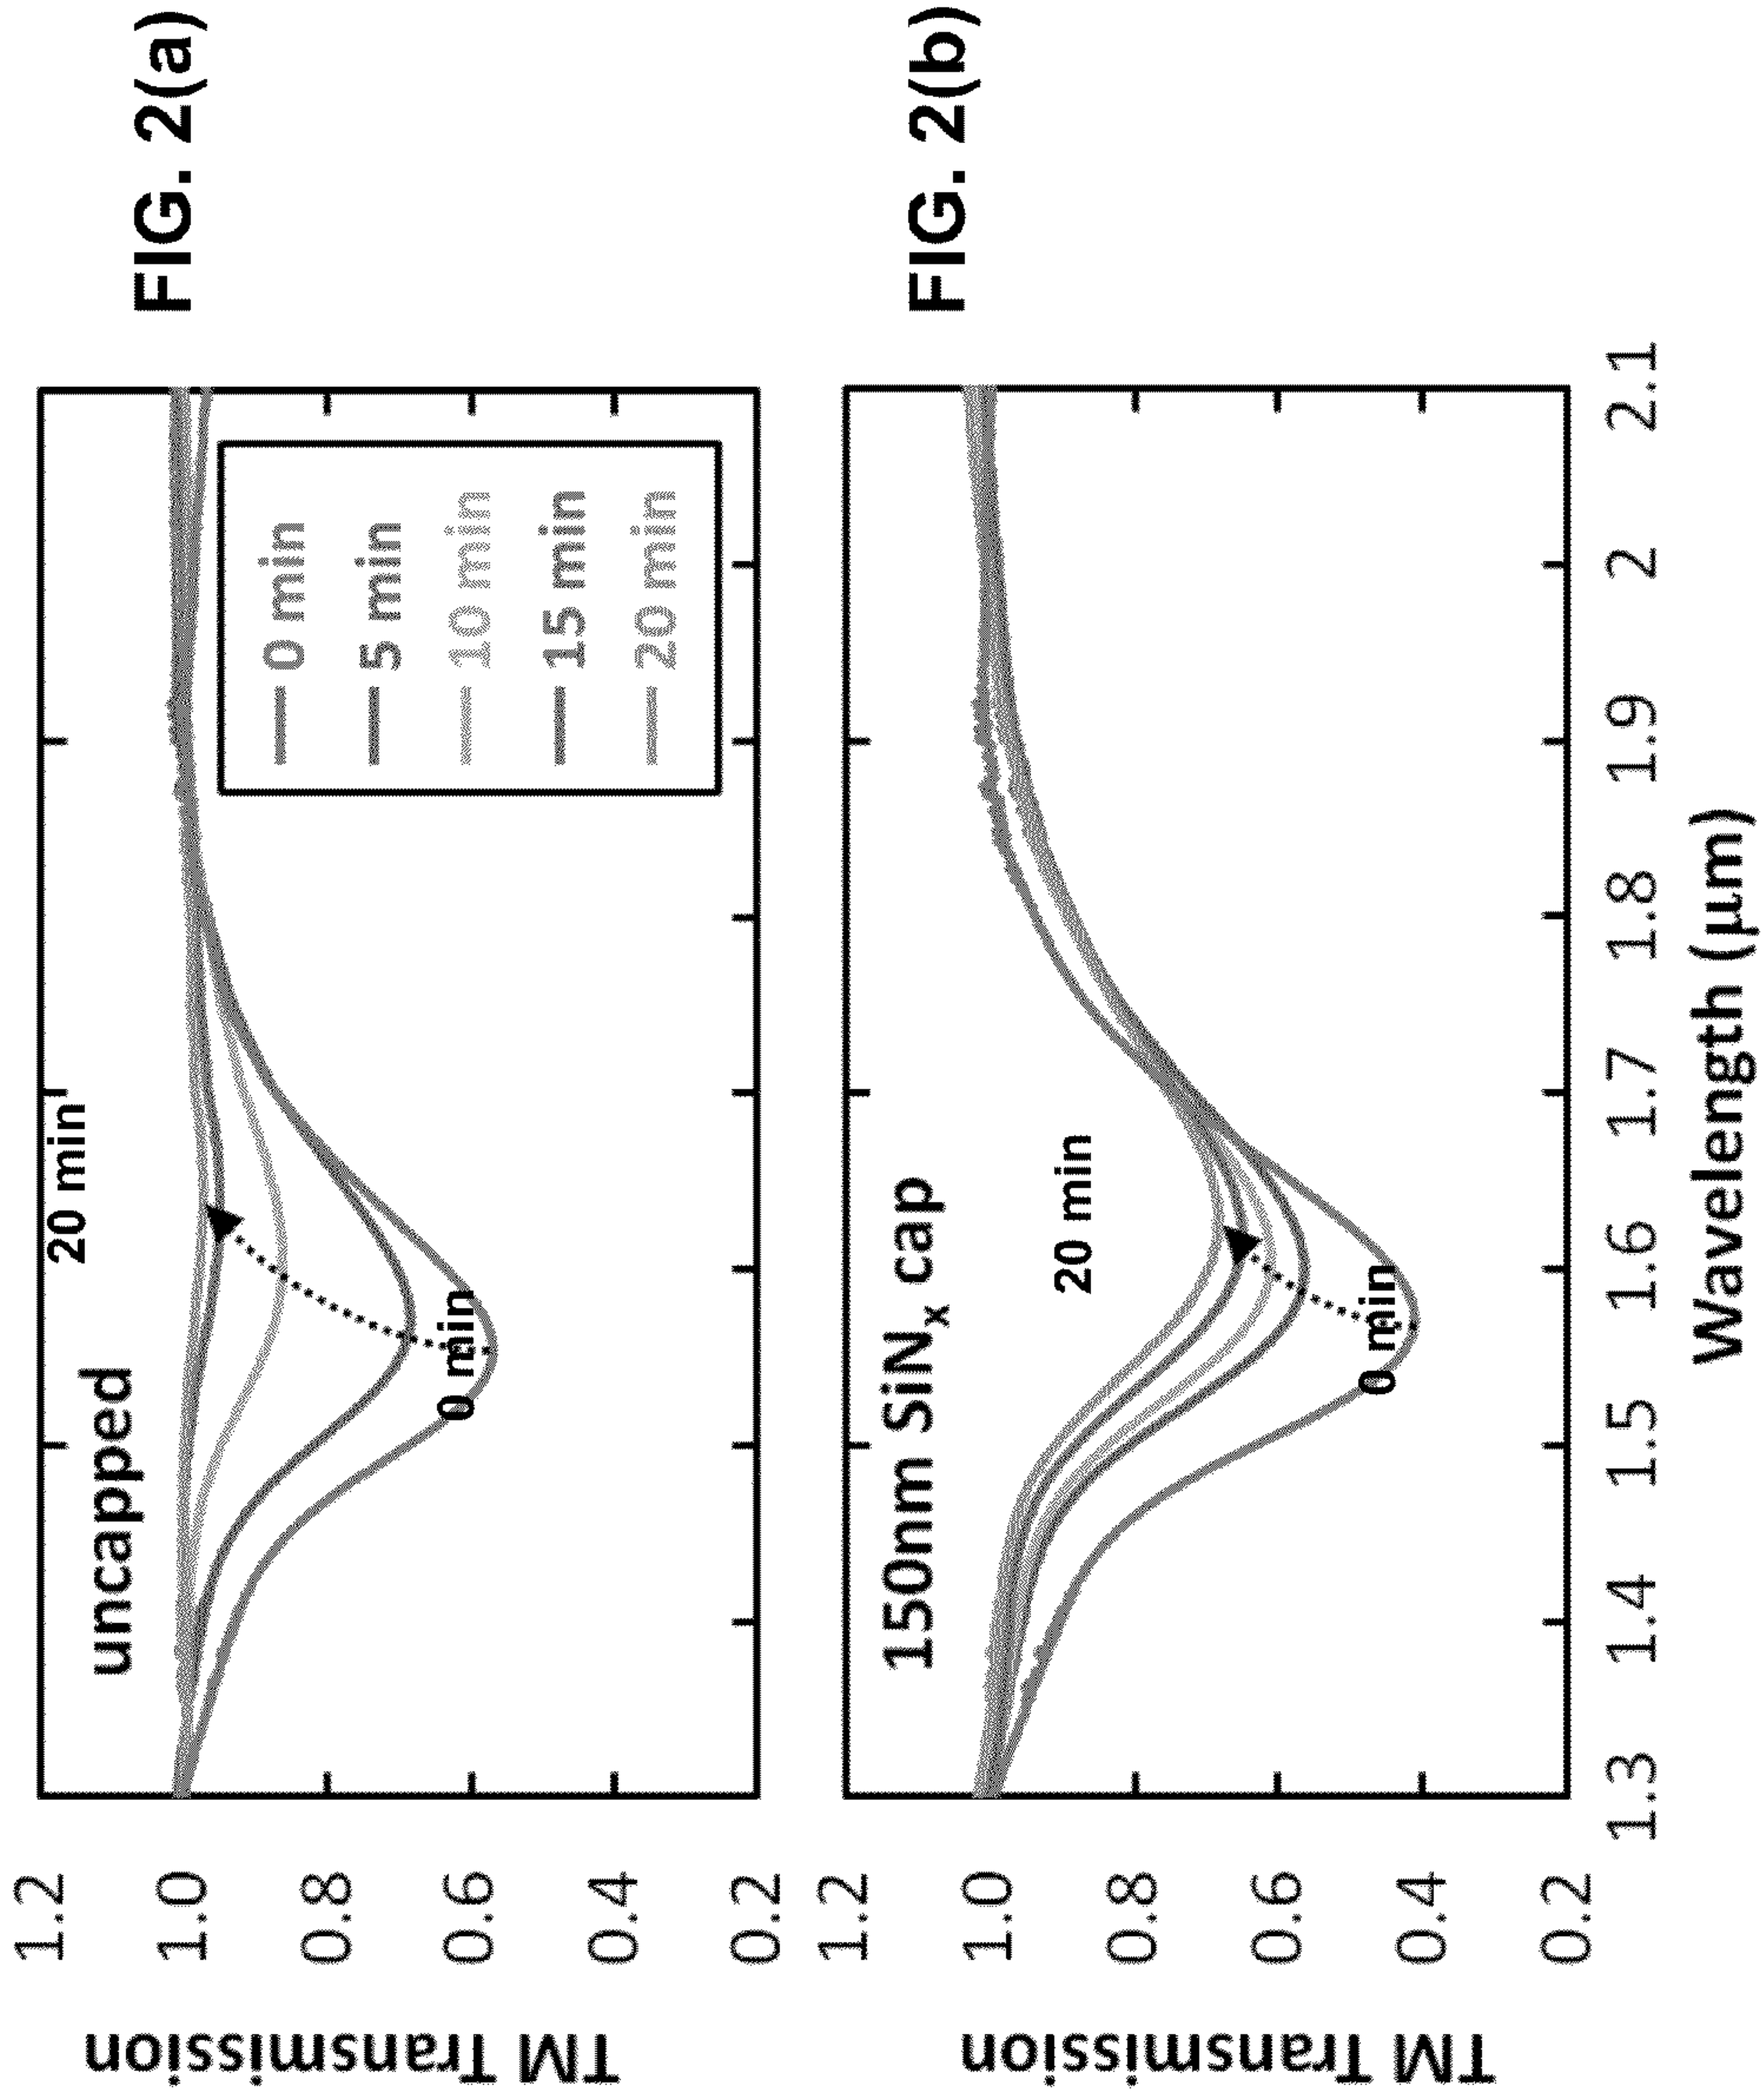 FIG. 2(a)
TM Transmission
1.2
1.0
0.8
0.6
0.4
0.2
uncapped
20 min
0 min
0 min
5 min
10 min
15 min
20 min
FIG. 2(b)
TM Transmission
1.2
1.0
0.8
0.6
0.4
0.2
150nm SiNx cap
20 min
0 min
1.3 1.4 1.5 1.6 1.7 1.8 1.9 2 2.1
Wavelength (μm)